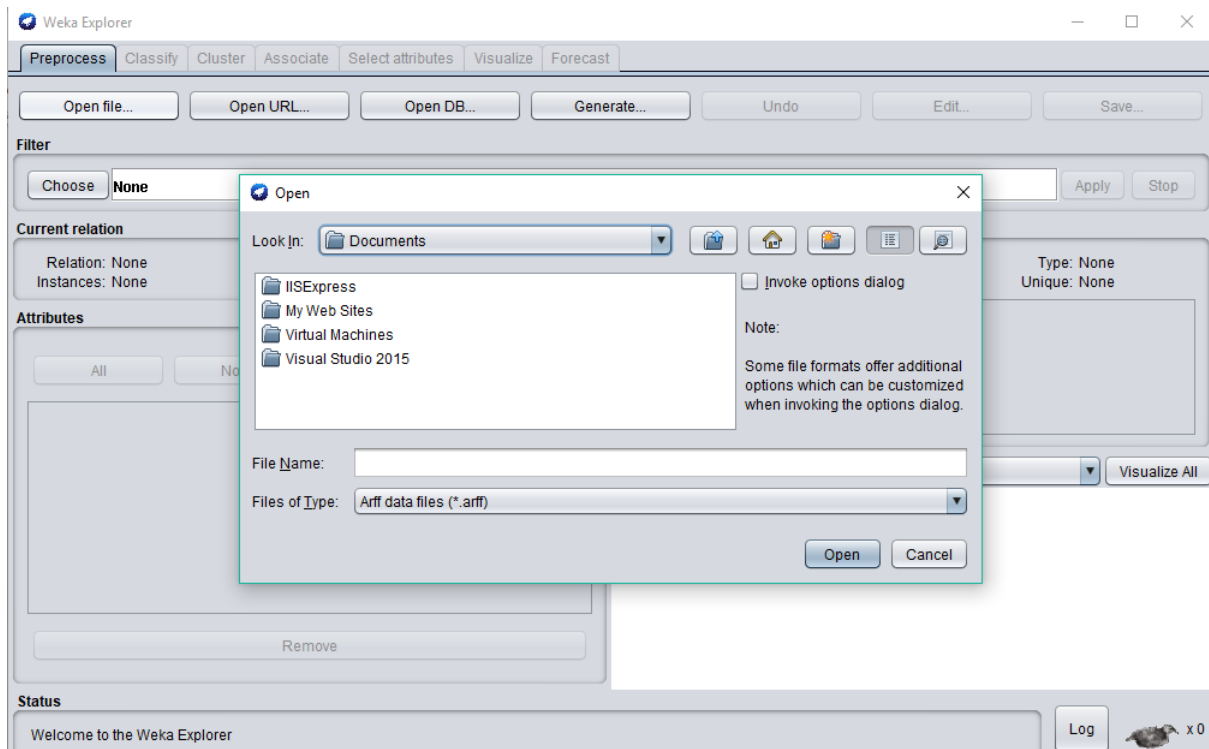 Weka Explorer
Preprocess Classify Cluster Associate Select attributes Visualize Forecast
Open file... Open URL... Open DB... Generate... Undo Edit... Save...
Filter
Choose None Apply Stop
Open
Current relation
Look In: Documents
Relation: None
Instances: None
Type: None
Unique: None
IISExpress
My Web Sites
Virtual Machines
Visual Studio 2015
Invoke options dialog
Note:
Some file formats offer additional
options which can be customized
when invoking the options dialog.
Attributes
All No
File Name:
Files of Type: Arff data files (*.arff)
Open Cancel
Visualize All
Remove
Status
Welcome to the Weka Explorer
Log x 0